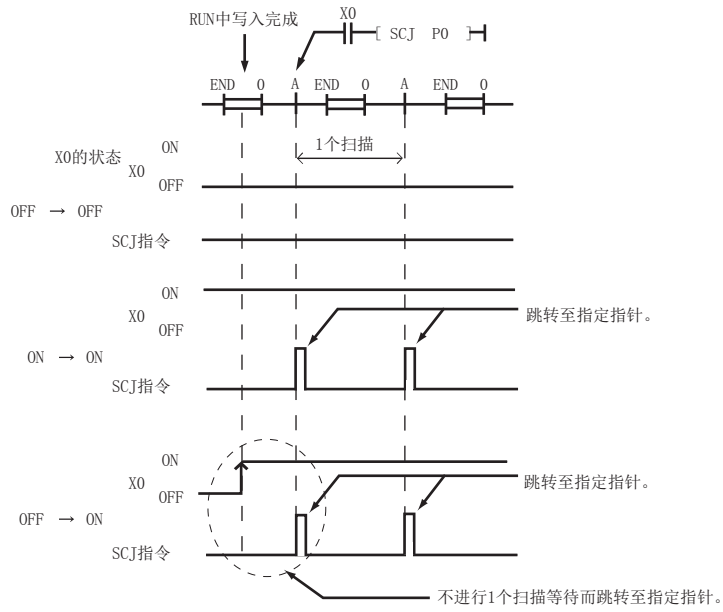 RUN中写入完成
X0
SCJ P0
END 0 A END 0 A END 0
1个扫描
X0的状态
ON
X0
OFF
OFF → OFF
SCJ指令
ON
X0
OFF
跳转至指定指针。
ON → ON
SCJ指令
ON
X0
OFF
跳转至指定指针。
OFF → ON
SCJ指令
不进行1个扫描等待而跳转至指定指针。